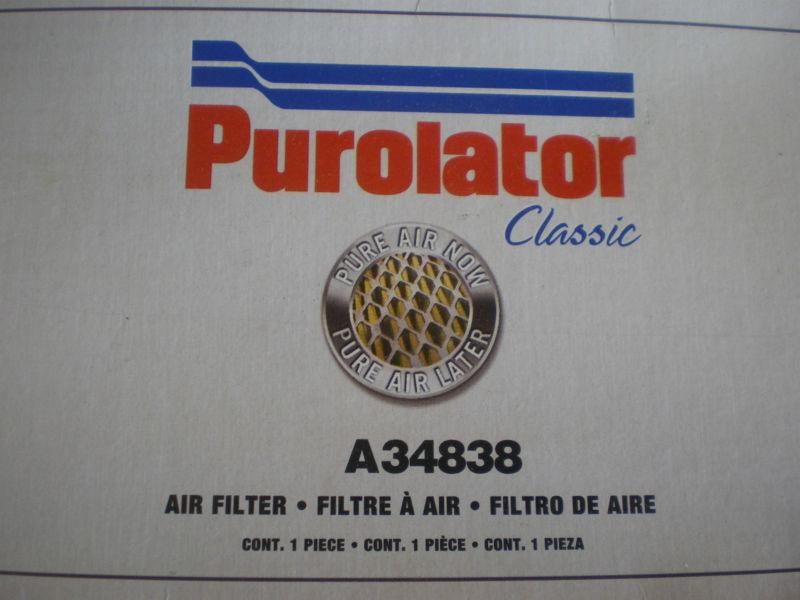 Purolator
Classic
PURE AIR NOW
PURE AIR LATER
A34838
AIR FILTER • FILTRE À AIR • FILTRO DE AIRE
CONT. 1 PIECE • CONT. 1 PIÈCE • CONT. 1 PIEZA